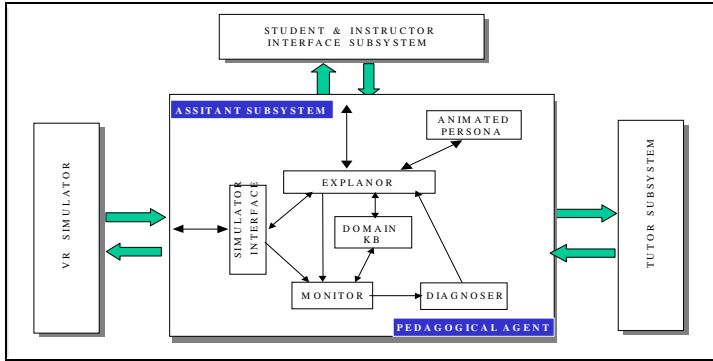 STUDENT & INSTRUCTOR
INTERFACE SUBSYSTEM
ASSITANT SUBSYSTEM
ANIMATED
PERSONA
EXPLANOR
VR SIMULATOR
SIMULATOR
INTERFACE
DOMAIN
KB
TUTOR SUBSYSTEM
MONITOR
DIAGNOSER
PEDAGOGICAL AGENT